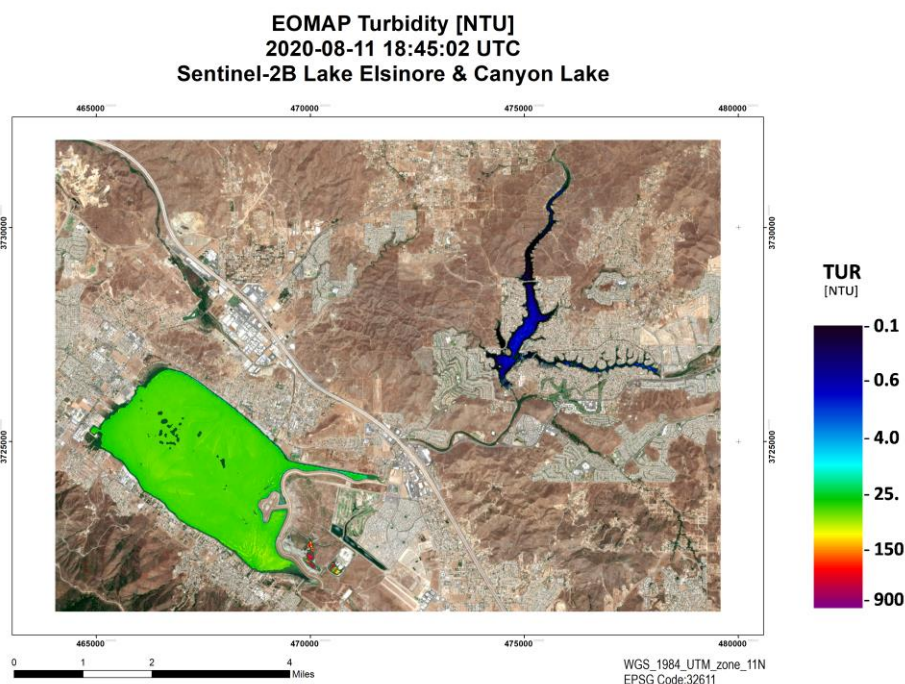 EOMAP Turbidity [NTU]
2020-08-11 18:45:02 UTC
Sentinel-2B Lake Elsinore & Canyon Lake
465000 470000 475000 480000
3730000 3730000
3725000 3725000
TUR
[NTU]
0.1
0.6
4.0
25.
150
900
465000 470000 475000 480000
0 1 2 4
Miles
WGS_1984_UTM_zone_11N
EPSG Code:32611